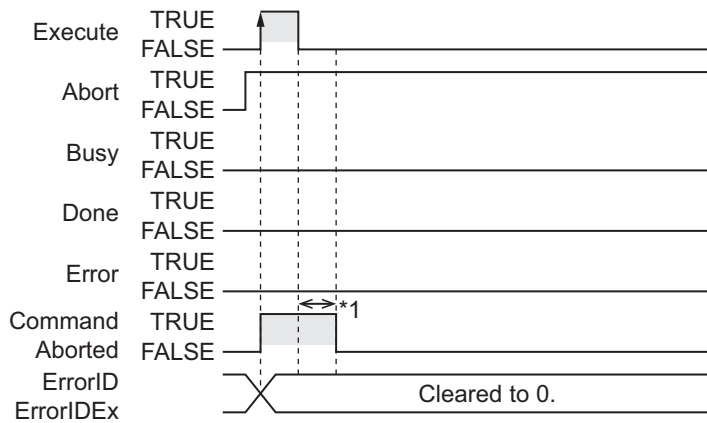 Execute TRUE
FALSE
Abort TRUE
FALSE
Busy TRUE
FALSE
Done TRUE
FALSE
Error TRUE
FALSE
*1
Command TRUE
Aborted FALSE
ErrorID
Cleared to 0.
ErrorIDEx